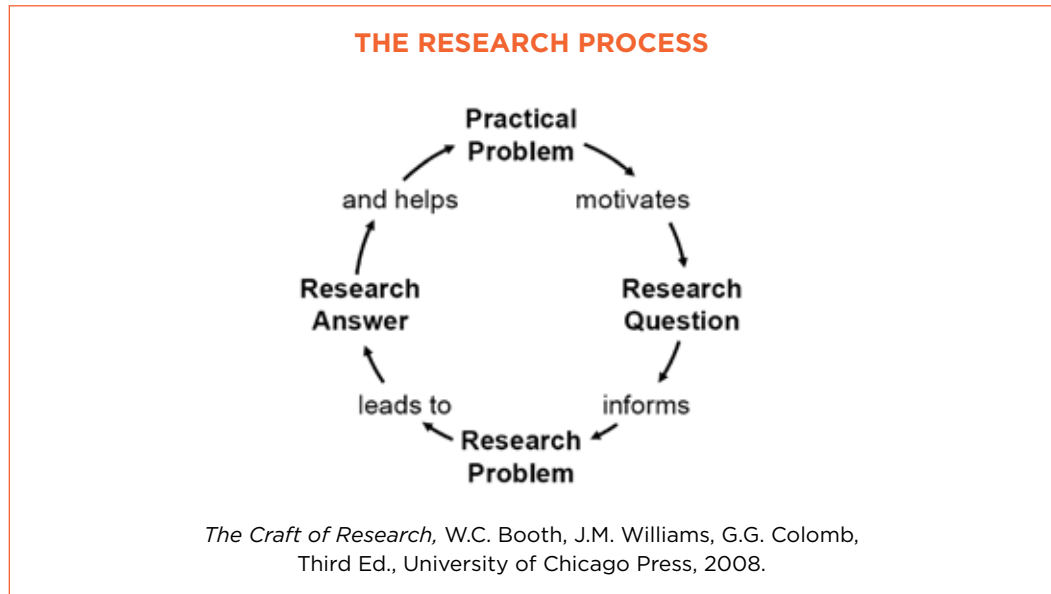 THE RESEARCH PROCESS
Practical
Problem
motivates
Research
Question
informs
Research
Problem
leads to
Research
Answer
and helps
The Craft of Research, W.C. Booth, J.M. Williams, G.G. Colomb,
Third Ed., University of Chicago Press, 2008.